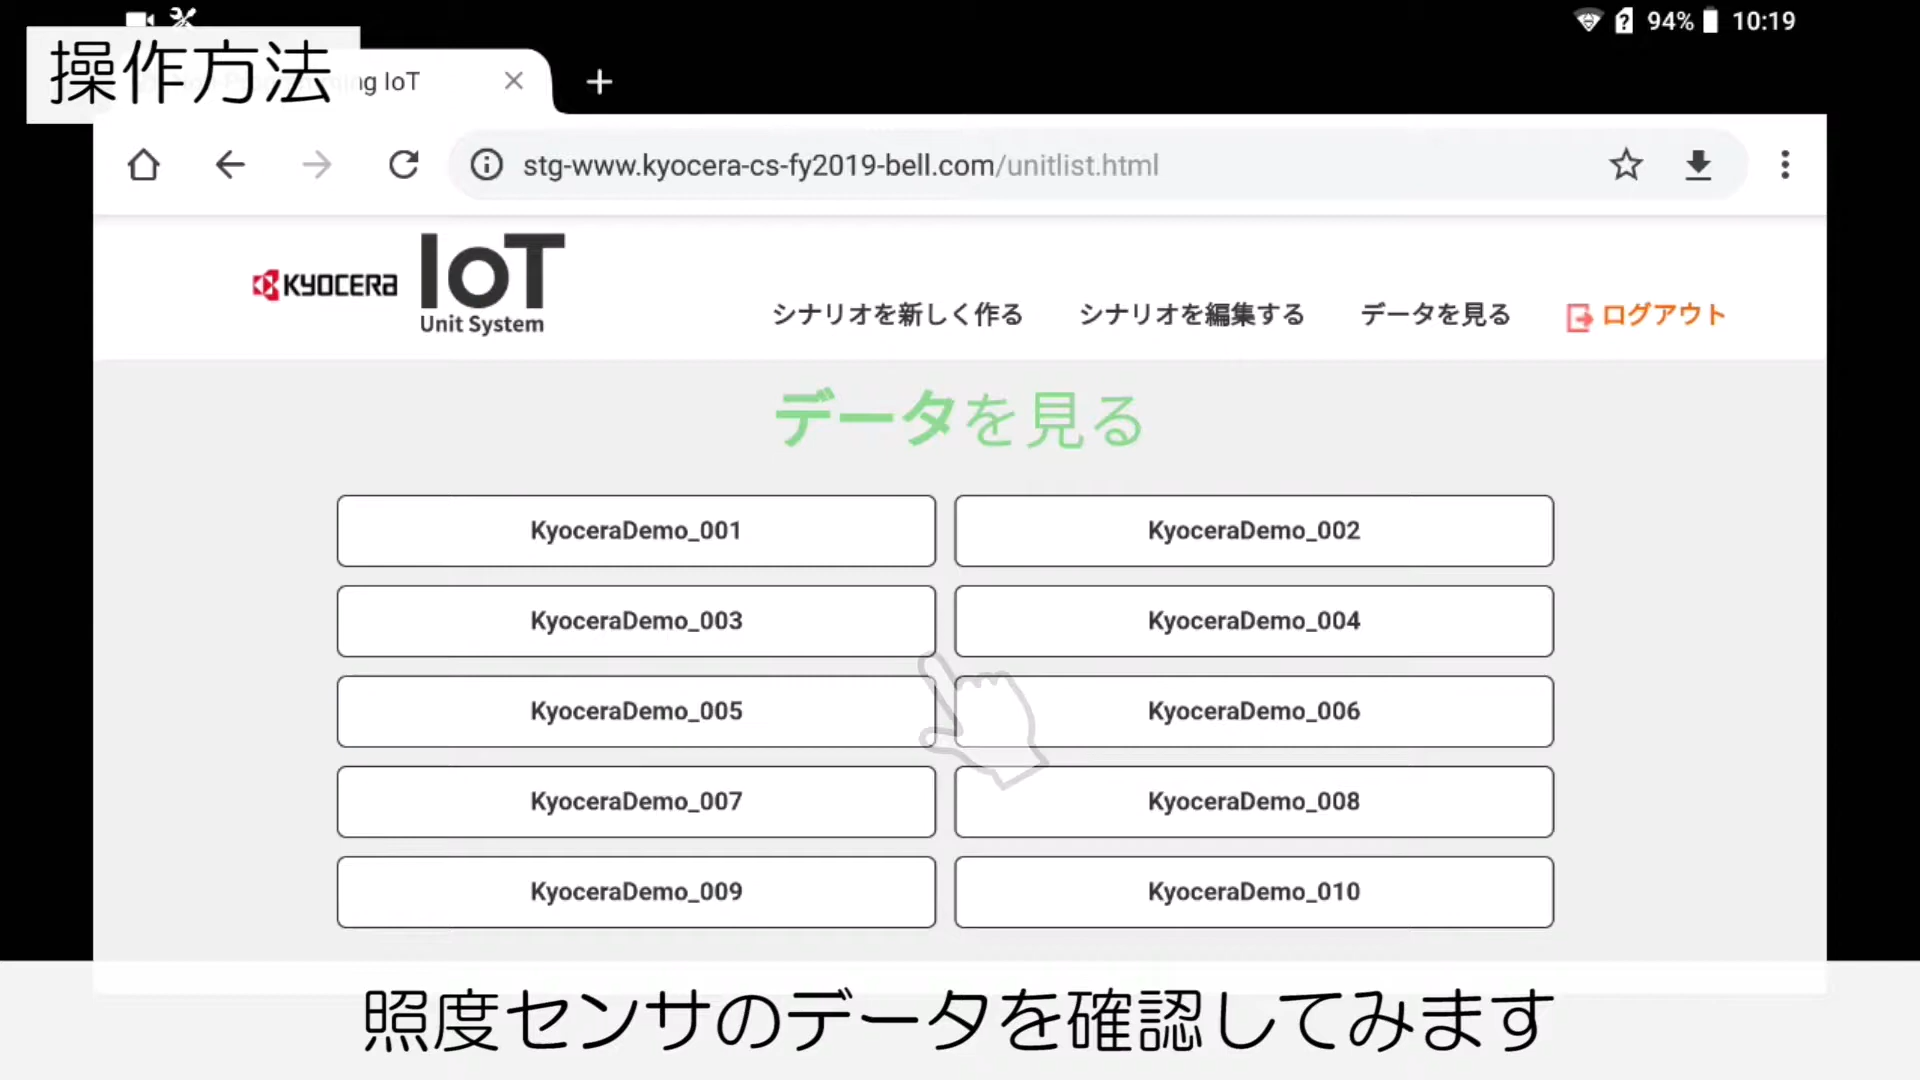 94% 10:19
操作方法
ng IoT
stg-www.kyocera-cs-fy2019-bell.com/unitlist.html
KYOCERA IoT
Unit System
シナリオを新しく作る シナリオを編集する データを見る ログアウト
データを見る
KyoceraDemo_001 KyoceraDemo_002
KyoceraDemo_003 KyoceraDemo_004
KyoceraDemo_005 KyoceraDemo_006
KyoceraDemo_007 KyoceraDemo_008
KyoceraDemo_009 KyoceraDemo_010
照度センサのデータを確認してみます